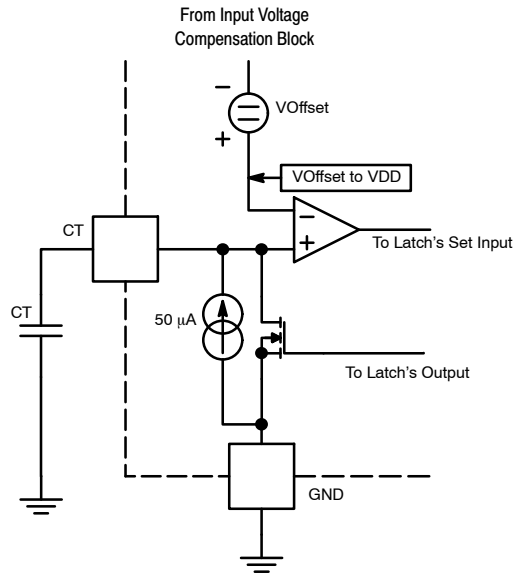 From Input Voltage
Compensation Block
−
VOffset
+
VOffset to VDD
−
CT
+
To Latch's Set Input
CT
50 μA
To Latch's Output
GND